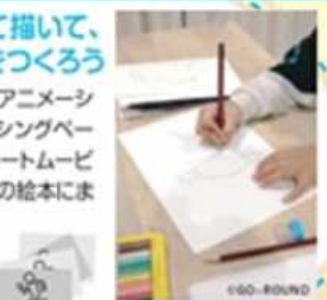 て描いて、
をつくろう
アニメーシ
シングペー
ートムービ
の絵本にま
©GO-ROUND